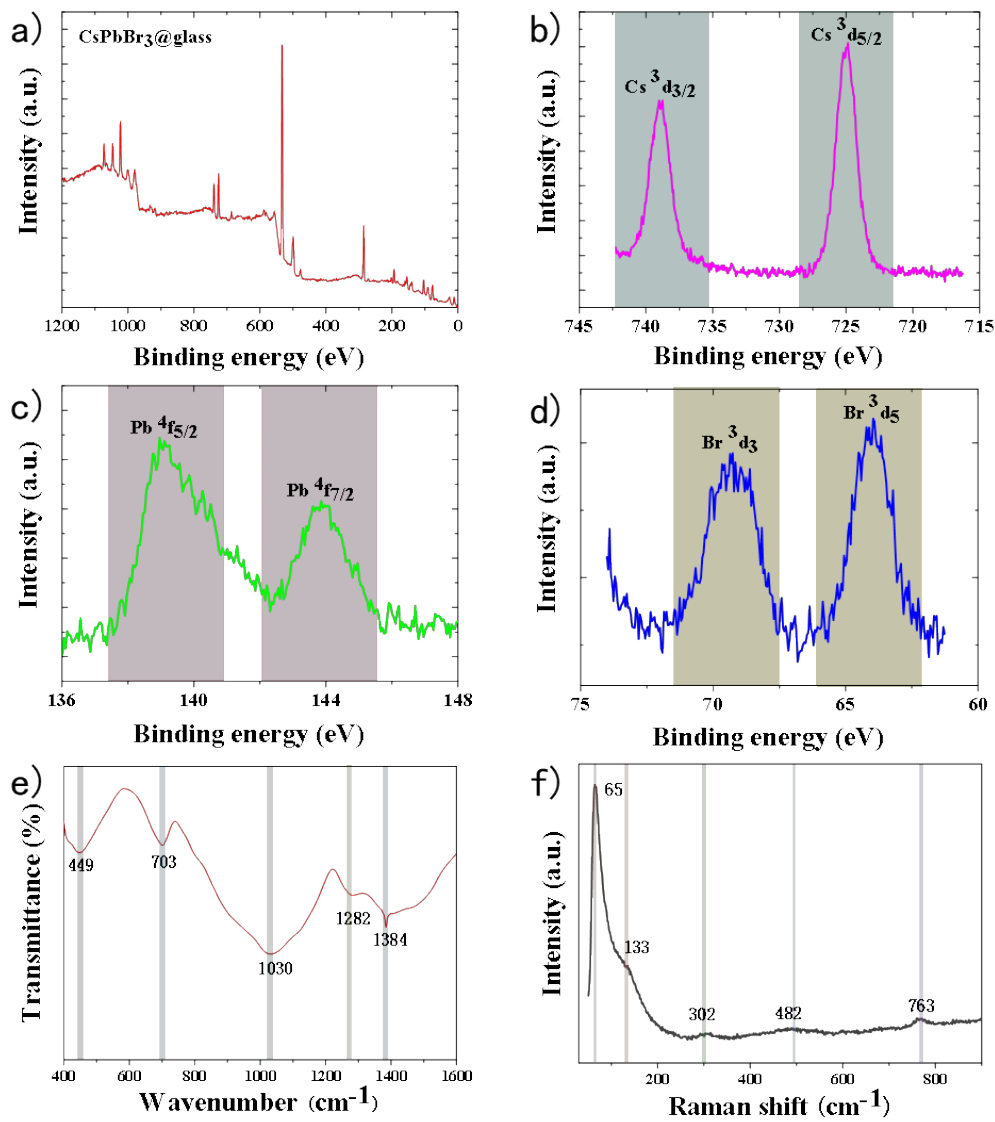 a)
CsPbBr₃@glass
Intensity (a.u.)
1200 1000 800 600 400 200 0
Binding energy (eV)
b)
Cs ³d₃/₂
Cs ³d₅/₂
Intensity (a.u.)
745 740 735 730 725 720 715
Binding energy (eV)
c)
Pb ⁴f₅/₂
Pb ⁴f₇/₂
Intensity (a.u.)
136 140 144 148
Binding energy (eV)
d)
Br ³d₃
Br ³d₅
Intensity (a.u.)
75 70 65 60
Binding energy (eV)
e)
Transmittance (%)
449
703
1030
1282
1384
400 600 800 1000 1200 1400 1600
Wavenumber (cm⁻¹)
f)
Intensity (a.u.)
65
133
302
482
763
200 400 600 800
Raman shift (cm⁻¹)